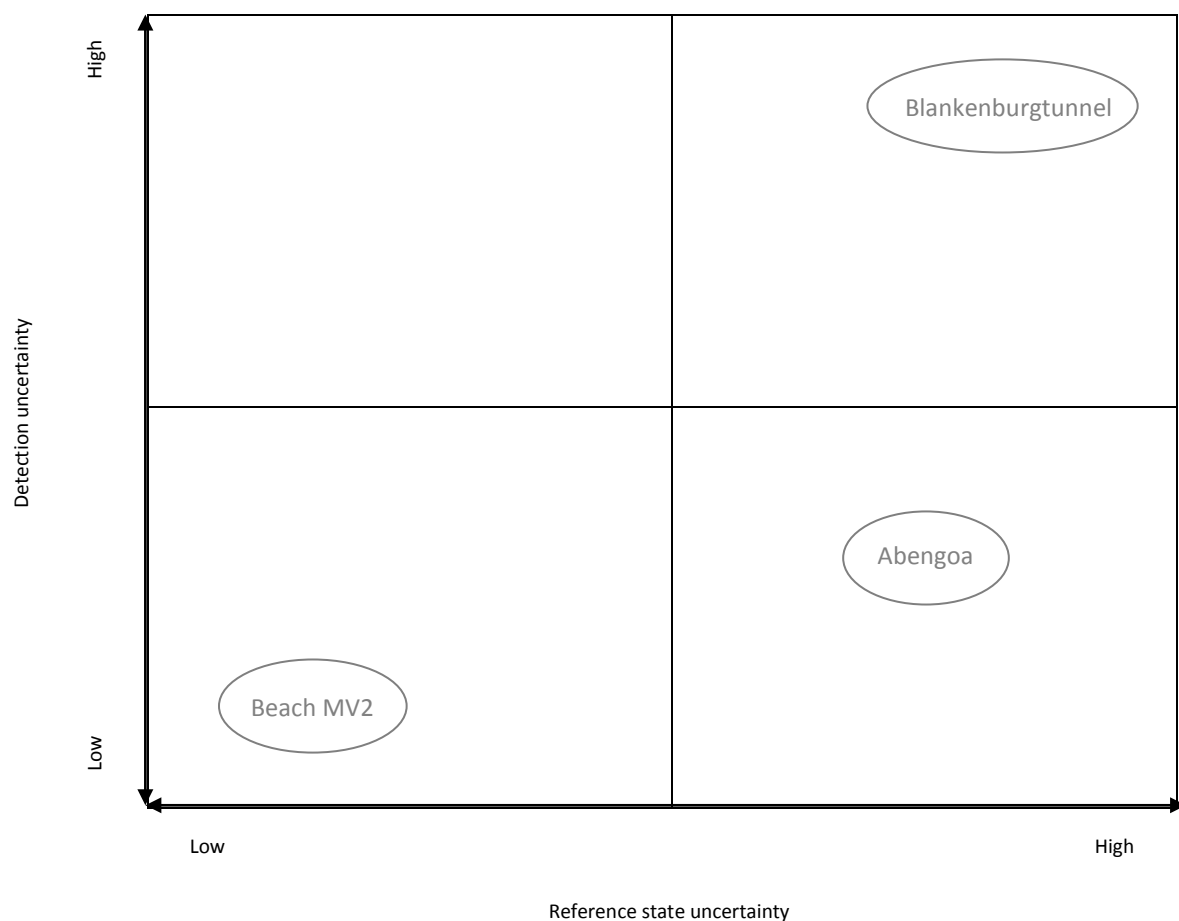 High
Blankenburgtunnel
Detection uncertainty
Abengoa
Beach MV2
Low
Low
High
Reference state uncertainty